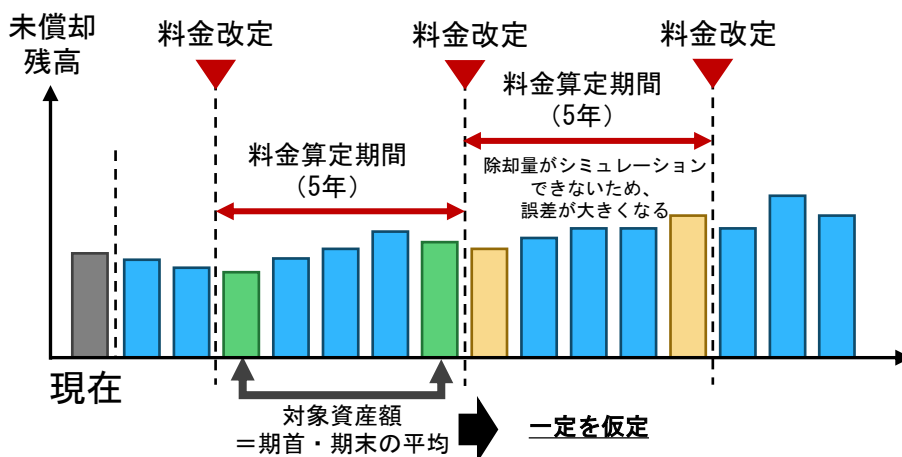 未償却
残高
料金改定
料金改定
料金改定
料金算定期間
（5年）
料金算定期間
（5年）
除却量がシミュレーション
できないため、
誤差が大きくなる
現在
対象資産額
＝期首・期末の平均
一定を仮定